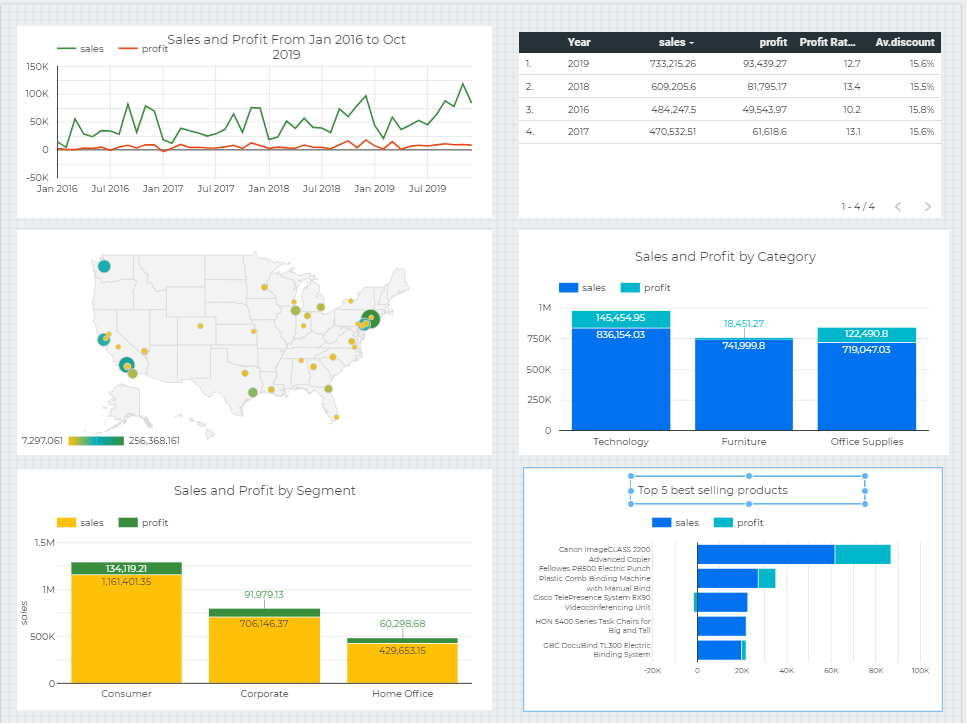 Sales and Profit From Jan 2016 to Oct
2019
sales profit
150K
100K
50K
0
-50K
Jan 2016 Jul 2016 Jan 2017 Jul 2017 Jan 2018 Jul 2018 Jan 2019 Jul 2019
Year sales profit Profit Rat... Av.discount
1. 2019 733,215.26 93,439.27 12.7 15.6%
2. 2018 609,205.6 81,795.17 13.4 15.5%
3. 2016 484,247.5 49,543.97 10.2 15.8%
4. 2017 470,532.51 61,618.6 13.1 15.6%
1 - 4 / 4 < >
7,297.061 256,368.161
Sales and Profit by Category
sales profit
1M
750K
500K
250K
0
145,454.95
836,154.03
18,451.27
741,999.8
122,490.8
719,047.03
Technology Furniture Office Supplies
Sales and Profit by Segment
sales profit
1.5M
1M
500K
0
sales
134,119.21
1,161,401.35
91,979.13
706,146.37
60,298.68
429,653.15
Consumer Corporate Home Office
Top 5 best selling products
sales profit
Canon imageCLASS 2200
Advanced Copier
Fellowes PB500 Electric Punch
Plastic Comb Binding Machine
with Manual Bind
Cisco TelePresence System EX90
Videoconferencing Unit
HON 5400 Series Task Chairs for
Big and Tall
GBC DocuBind TL300 Electric
Binding System
-20K 0 20K 40K 60K 80K 100K